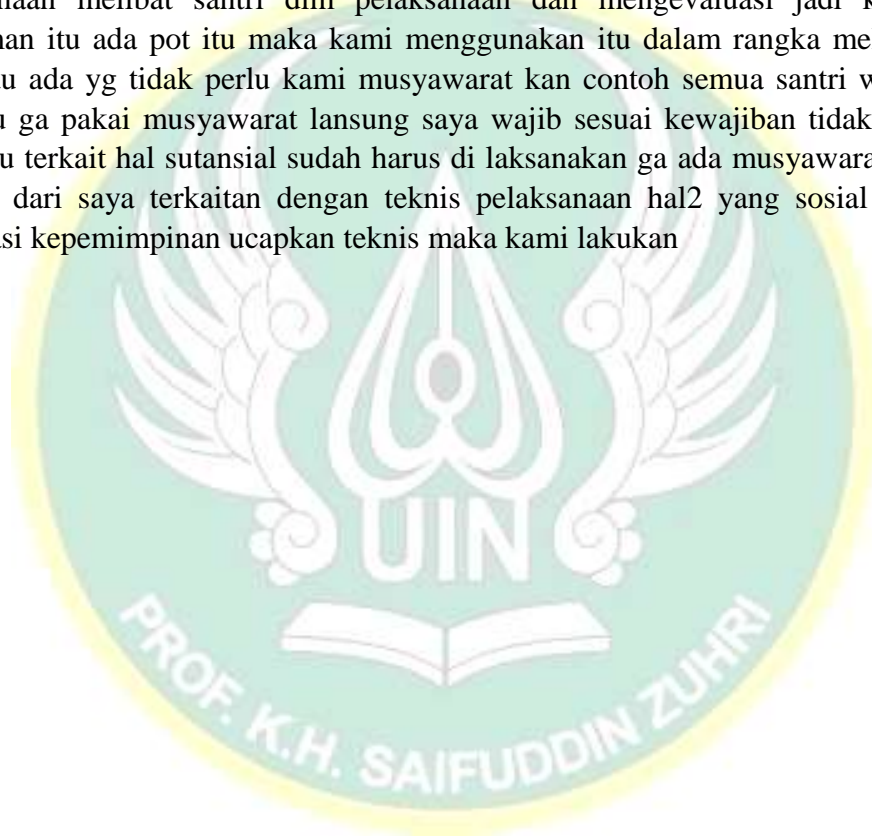 melibat santri dim pelaksanaan dan mengevaluasi jadi
itu ada pot itu maka kami menggunakan itu dalam rangka me
ada yg tidak perlu kami musyawarat kan contoh semua santri w
ga pakai musyawarat lansung saya wajib sesuai kewajiban tidak
terkait hal sutansial sudah harus di laksanakan ga ada musyawara
dari saya terkaitan dengan teknis pelaksanaan hal2 yang sosial
si kepemimpinan ucapkan teknis maka kami lakukan
UIN
PROF. K.H. SAIFUDDIN ZUHRI